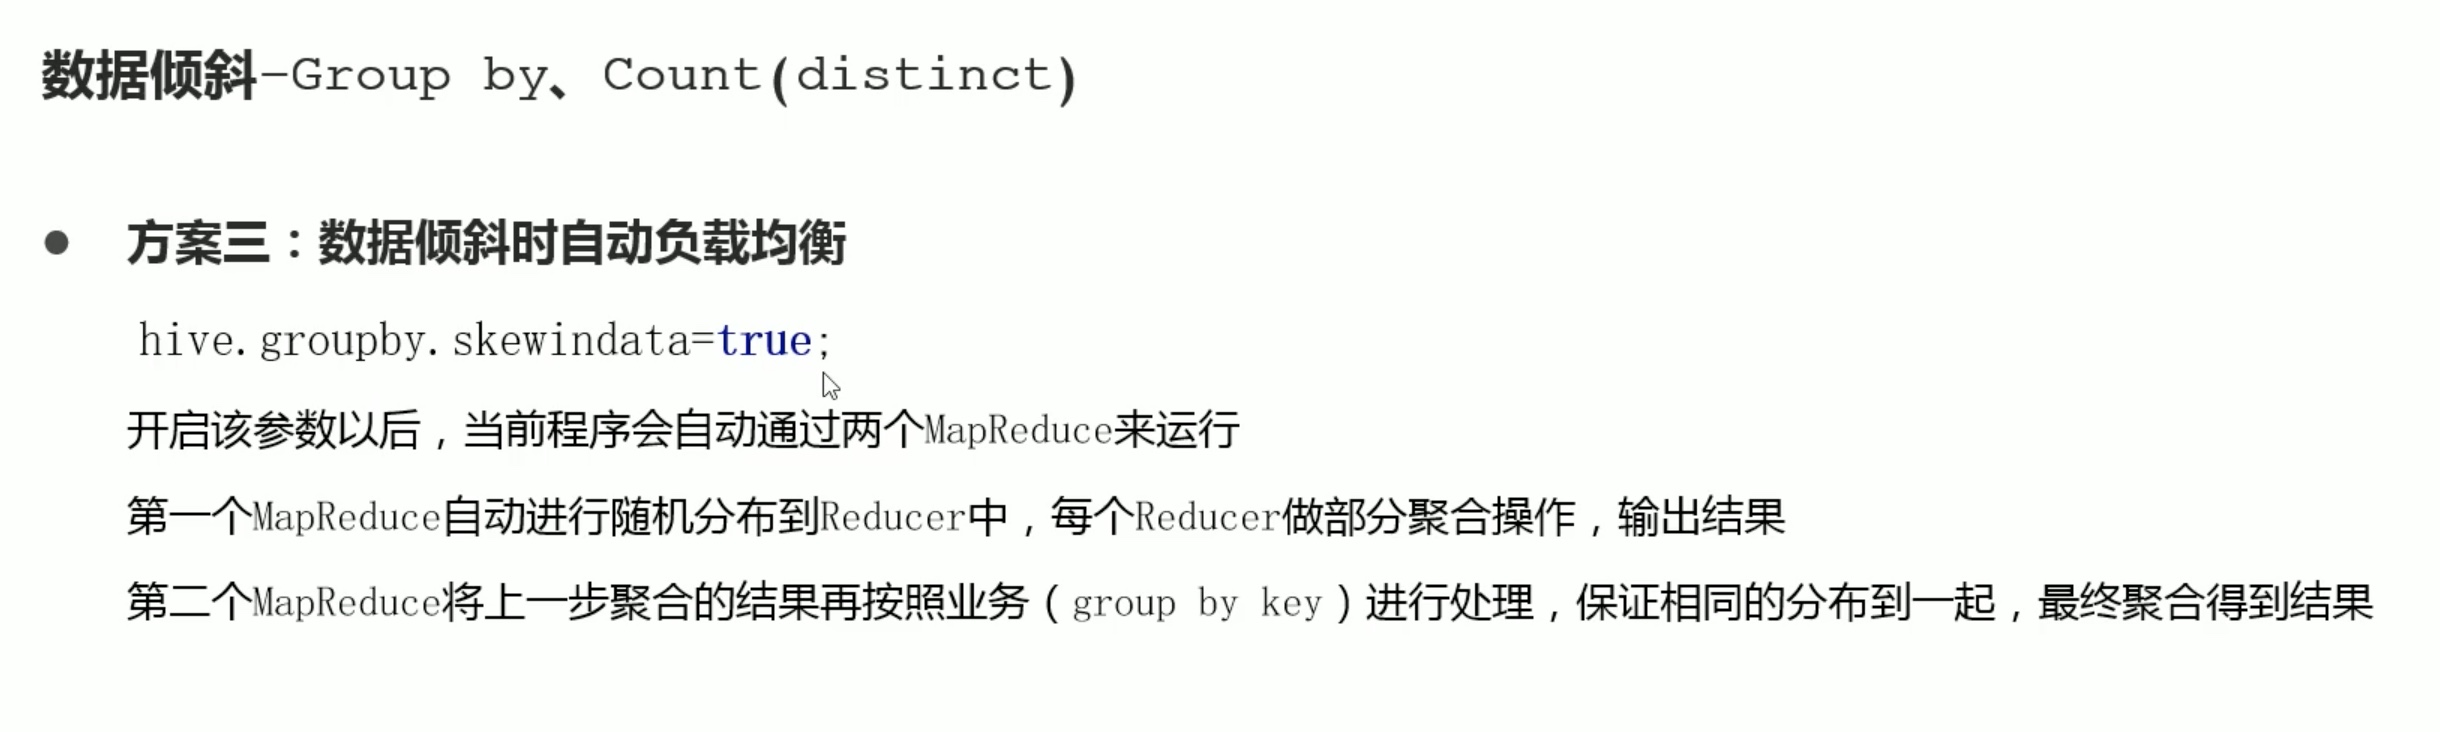 数据倾斜-Group by、Count(distinct)
● 方案三：数据倾斜时自动负载均衡
hive.groupby.skewindata=true;
开启该参数以后，当前程序会自动通过两个MapReduce来运行
第一个MapReduce自动进行随机分布到Reducer中，每个Reducer做部分聚合操作，输出结果
第二个MapReduce将上一步聚合的结果再按照业务（group by key）进行处理，保证相同的分布到一起，最终聚合得到结果